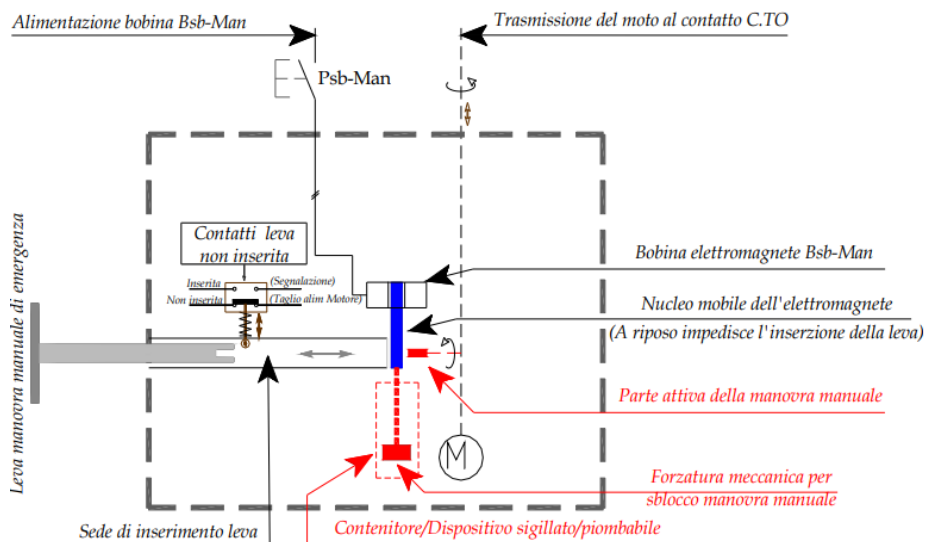 Alimentazione bobina Bsb-Man
Trasmissione del moto al contatto C.TO
Psb-Man
Leva manovra manuale di emergenza
Contatti leva
non inserita
Inserita
(Segnalazione)
Non inserita
(Taglio alim Motore)
Bobina elettromagnete Bsb-Man
Nucleo mobile dell'elettromagnete
(A riposo impedisce l'inserzione della leva)
Parte attiva della manovra manuale
M
Forzatura meccanica per
sblocco manovra manuale
Sede di inserimento leva
Contenitore/Dispositivo sigillato/piombabile